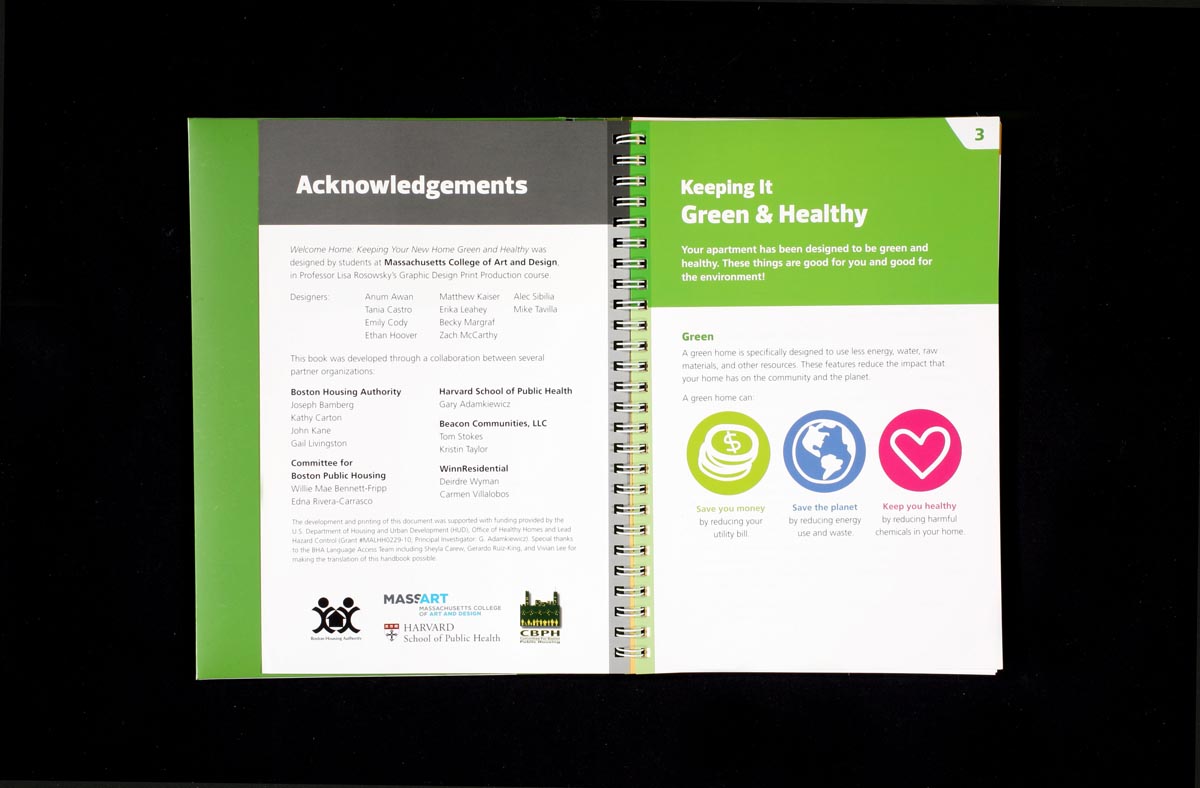 Acknowledgements
Welcome Home: Keeping Your New Home Green and Healthy was
designed by students at Massachusetts College of Art and Design,
in Professor Lisa Rosowsky's Graphic Design Print Production course.
Designers:
Anum Awan
Tania Castro
Emily Cody
Ethan Hoover
Matthew Kaiser
Erika Leahey
Becky Margraf
Zach McCarthy
Alec Sibilia
Mike Tavilla
This book was developed through a collaboration between several
partner organizations:
Boston Housing Authority
Joseph Bamberg
Kathy Carton
John Kane
Gail Livingston
Committee for
Boston Public Housing
Willie Mae Bennett-Fripp
Edna Rivera-Carrasco
Harvard School of Public Health
Gary Adamkiewicz
Beacon Communities, LLC
Tom Stokes
Kristin Taylor
WinnResidential
Deirdre Wyman
Carmen Villalobos
The development and printing of this document was supported with funding provided by the
U.S. Department of Housing and Urban Development (HUD), Office of Healthy Homes and Lead
Hazard Control (Grant #MALHH0229-10; Principal Investigator: G. Adamkiewicz). Special thanks
to the BHA Language Access Team including Sheyla Carew, Gerardo Ruiz-King, and Vivian Lee for
making the translation of this handbook possible.
Boston Housing Authority
MASSART
MASSACHUSETTS COLLEGE
OF ART AND DESIGN
HARVARD
School of Public Health
CBPH
Committee for Boston
Public Housing
3
Keeping It
Green & Healthy
Your apartment has been designed to be green and
healthy. These things are good for you and good for
the environment!
Green
A green home is specifically designed to use less energy, water, raw
materials, and other resources. These features reduce the impact that
your home has on the community and the planet.
A green home can:
$
Save you money
by reducing your
utility bill.
Save the planet
by reducing energy
use and waste.
Keep you healthy
by reducing harmful
chemicals in your home.